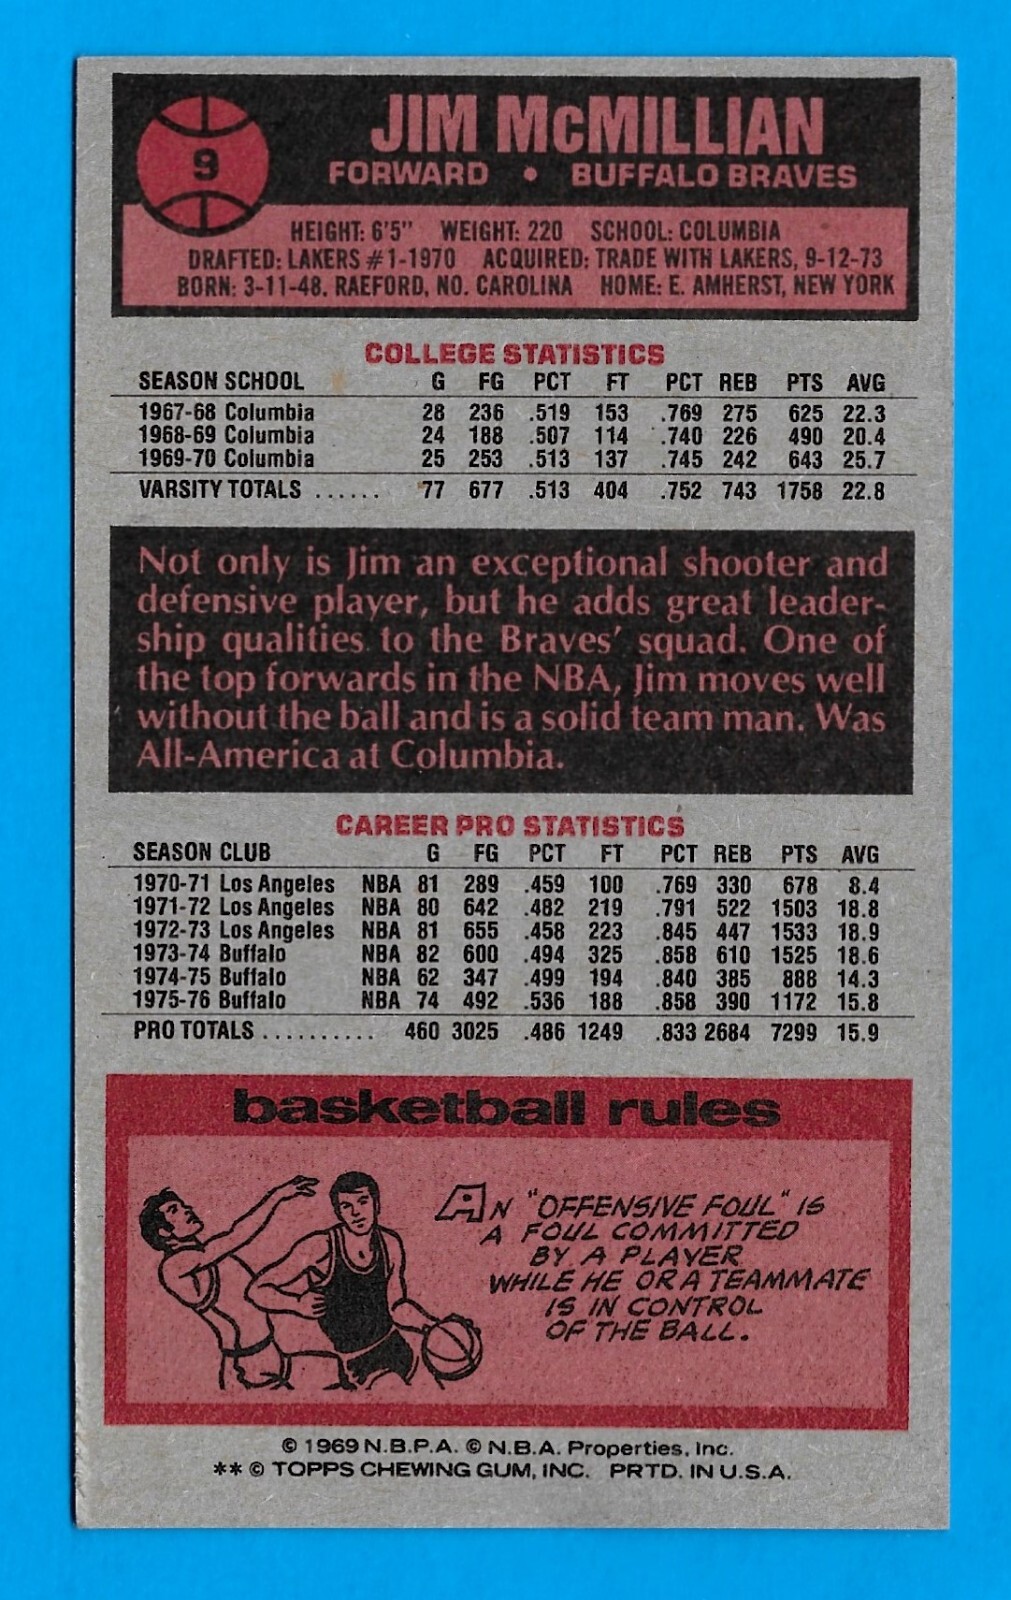 9
JIM McMILLIAN
FORWARD • BUFFALO BRAVES
HEIGHT: 6'5" WEIGHT: 220 SCHOOL: COLUMBIA
DRAFTED: LAKERS #1-1970 ACQUIRED: TRADE WITH LAKERS, 9-12-73
BORN: 3-11-48, RAEFORD, NO. CAROLINA HOME: E. AMHERST, NEW YORK
COLLEGE STATISTICS
SEASON SCHOOL G FG PCT FT PCT REB PTS AVG
1967-68 Columbia 28 236 .519 153 .769 275 625 22.3
1968-69 Columbia 24 188 .507 114 .740 226 490 20.4
1969-70 Columbia 25 253 .513 137 .745 242 643 25.7
VARSITY TOTALS ...... 77 677 .513 404 .752 743 1758 22.8
Not only is Jim an exceptional shooter and
defensive player, but he adds great leader-
ship qualities to the Braves' squad. One of
the top forwards in the NBA, Jim moves well
without the ball and is a solid team man. Was
All-America at Columbia.
CAREER PRO STATISTICS
SEASON CLUB G FG PCT FT PCT REB PTS AVG
1970-71 Los Angeles NBA 81 289 .459 100 .769 330 678 8.4
1971-72 Los Angeles NBA 80 642 .482 219 .791 522 1503 18.8
1972-73 Los Angeles NBA 81 655 .458 223 .845 447 1533 18.9
1973-74 Buffalo NBA 82 600 .494 325 .858 610 1525 18.6
1974-75 Buffalo NBA 62 347 .499 194 .840 385 888 14.3
1975-76 Buffalo NBA 74 492 .536 188 .858 390 1172 15.8
PRO TOTALS .......... 460 3025 .486 1249 .833 2684 7299 15.9
basketball rules
AN "OFFENSIVE FOUL" IS
A FOUL COMMITTED
BY A PLAYER
WHILE HE OR A TEAMMATE
IS IN CONTROL
OF THE BALL.
© 1969 N.B.P.A. © N.B.A. Properties, Inc.
** © TOPPS CHEWING GUM, INC. PRTD. IN U.S.A.